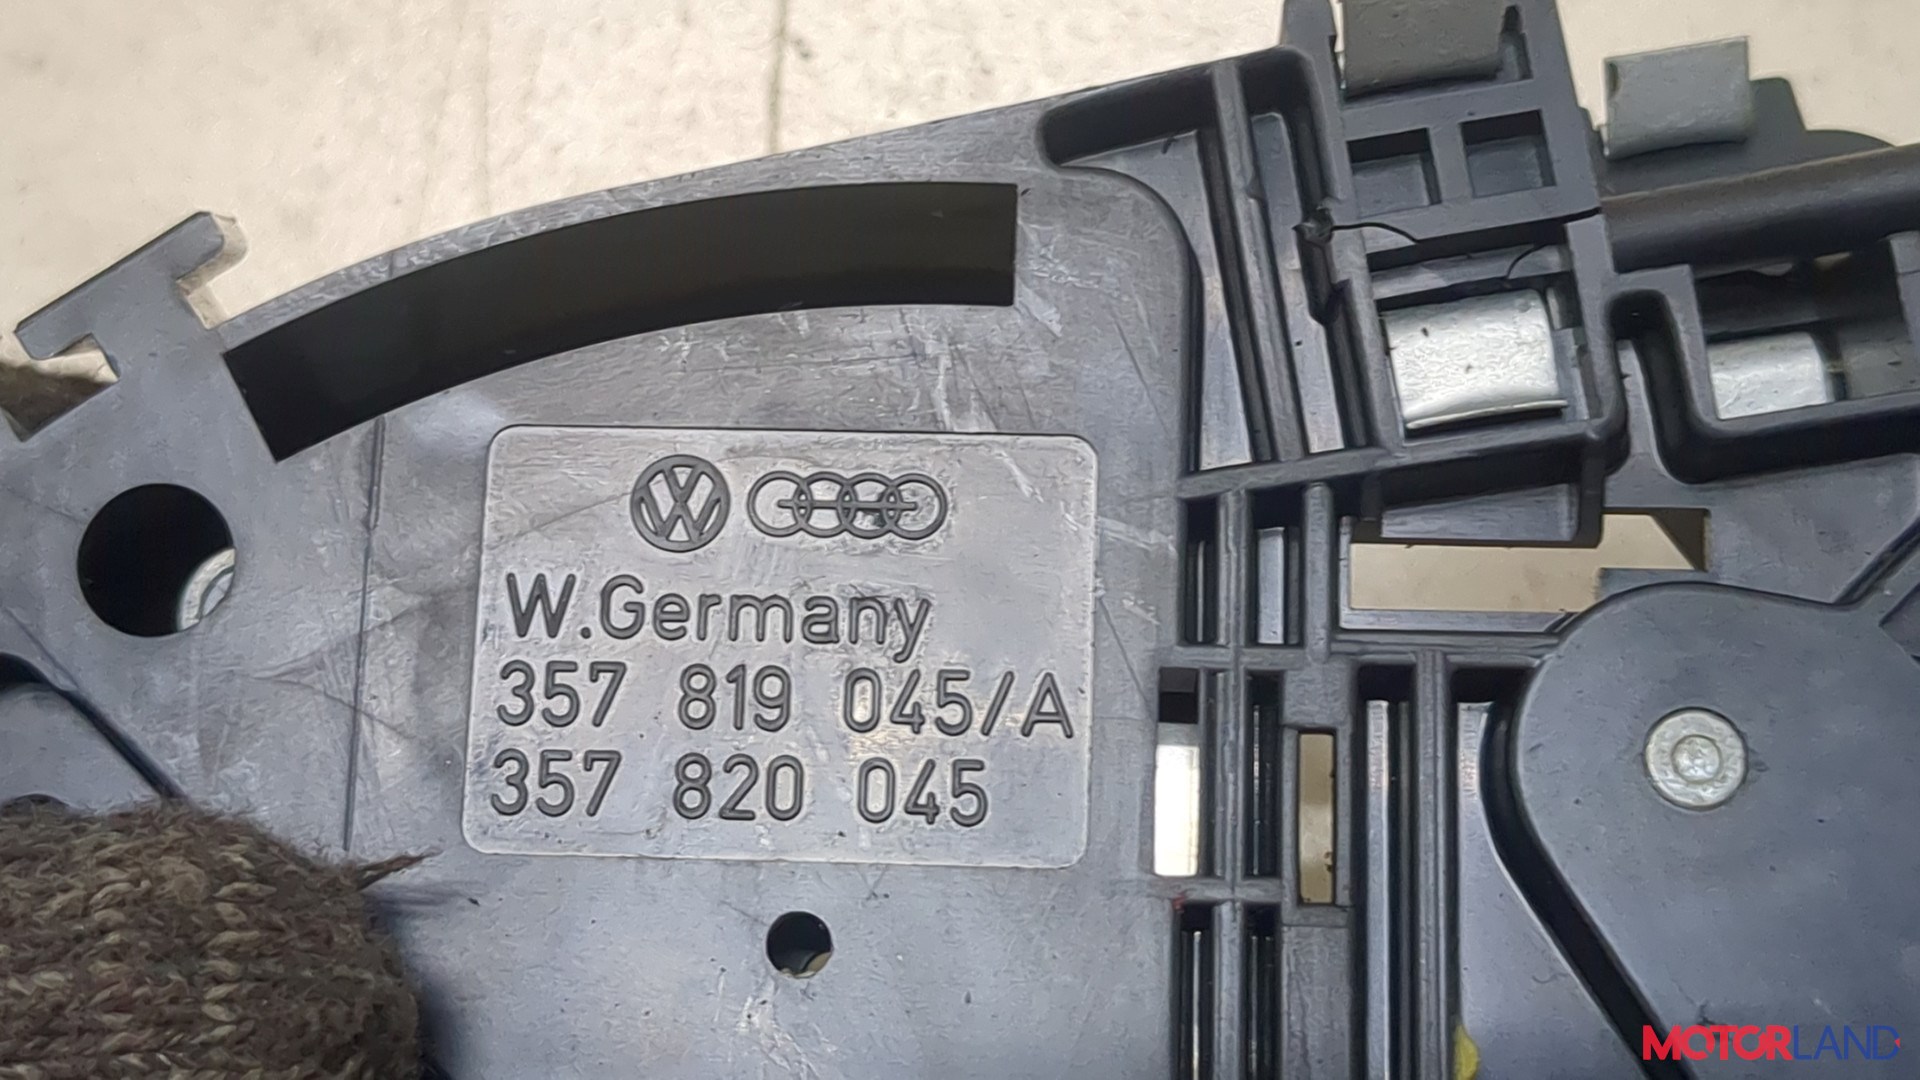 W.Germany
357 819 045/A
357 820 045
MOTORLAND